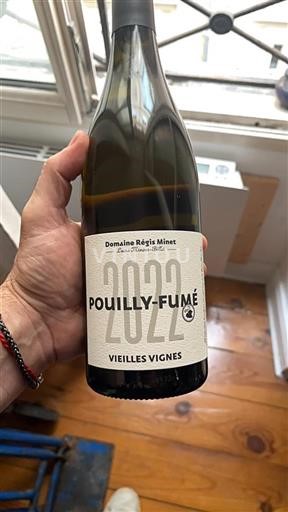 Domaine Régis Minet
2022
POUILLY-FUMÉ
VIEILLES VIGNES